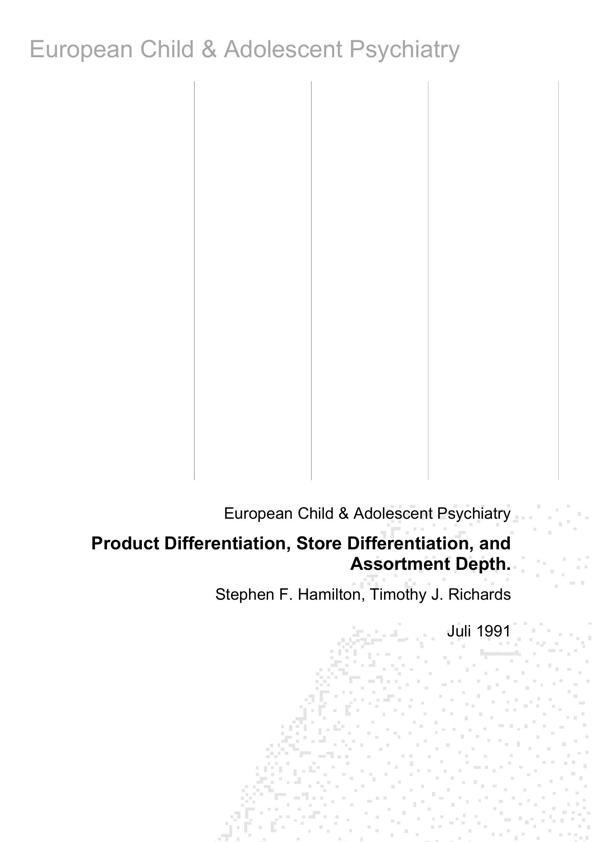 European Child & Adolescent Psychiatry
European Child & Adolescent Psychiatry
Product Differentiation, Store Differentiation, and
Assortment Depth.
Stephen F. Hamilton, Timothy J. Richards
Juli 1991